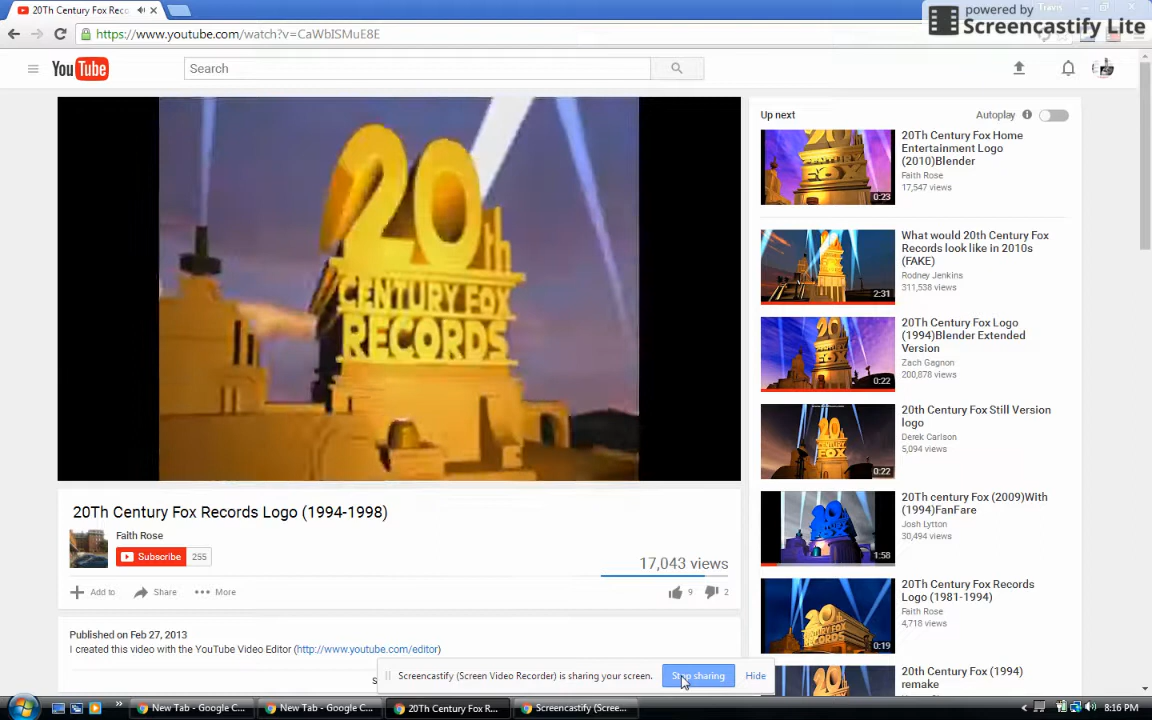 20Th Century Fox Reco
Travis
powered by
Screencastify Lite
https://www.youtube.com/watch?v=CaWbISMuE8E
YouTube
Search
20th
CENTURY FOX
RECORDS
Up next
Autoplay
20Th Century Fox Home
Entertainment Logo
(2010)Blender
Faith Rose
17,547 views
0:23
What would 20th Century Fox
Records look like in 2010s
(FAKE)
Rodney Jenkins
311,538 views
2:31
20Th Century Fox Logo
(1994)Blender Extended
Version
Zach Gagnon
200,878 views
0:22
20th Century Fox Still Version
logo
Derek Carlson
5,094 views
0:22
20Th century Fox (2009)With
(1994)FanFare
Josh Lytton
30,494 views
1:58
20Th Century Fox Records
Logo (1981-1994)
Faith Rose
4,718 views
0:19
20th Century Fox (1994)
remake
20Th Century Fox Records Logo (1994-1998)
Faith Rose
Subscribe
255
17,043 views
Add to
Share
More
9
2
Published on Feb 27, 2013
I created this video with the YouTube Video Editor (http://www.youtube.com/editor)
S
Screencastify (Screen Video Recorder) is sharing your screen.
Stop sharing
Hide
New Tab - Google C...
New Tab - Google C...
20Th Century Fox R...
Screencastify (Scree...
8:16 PM